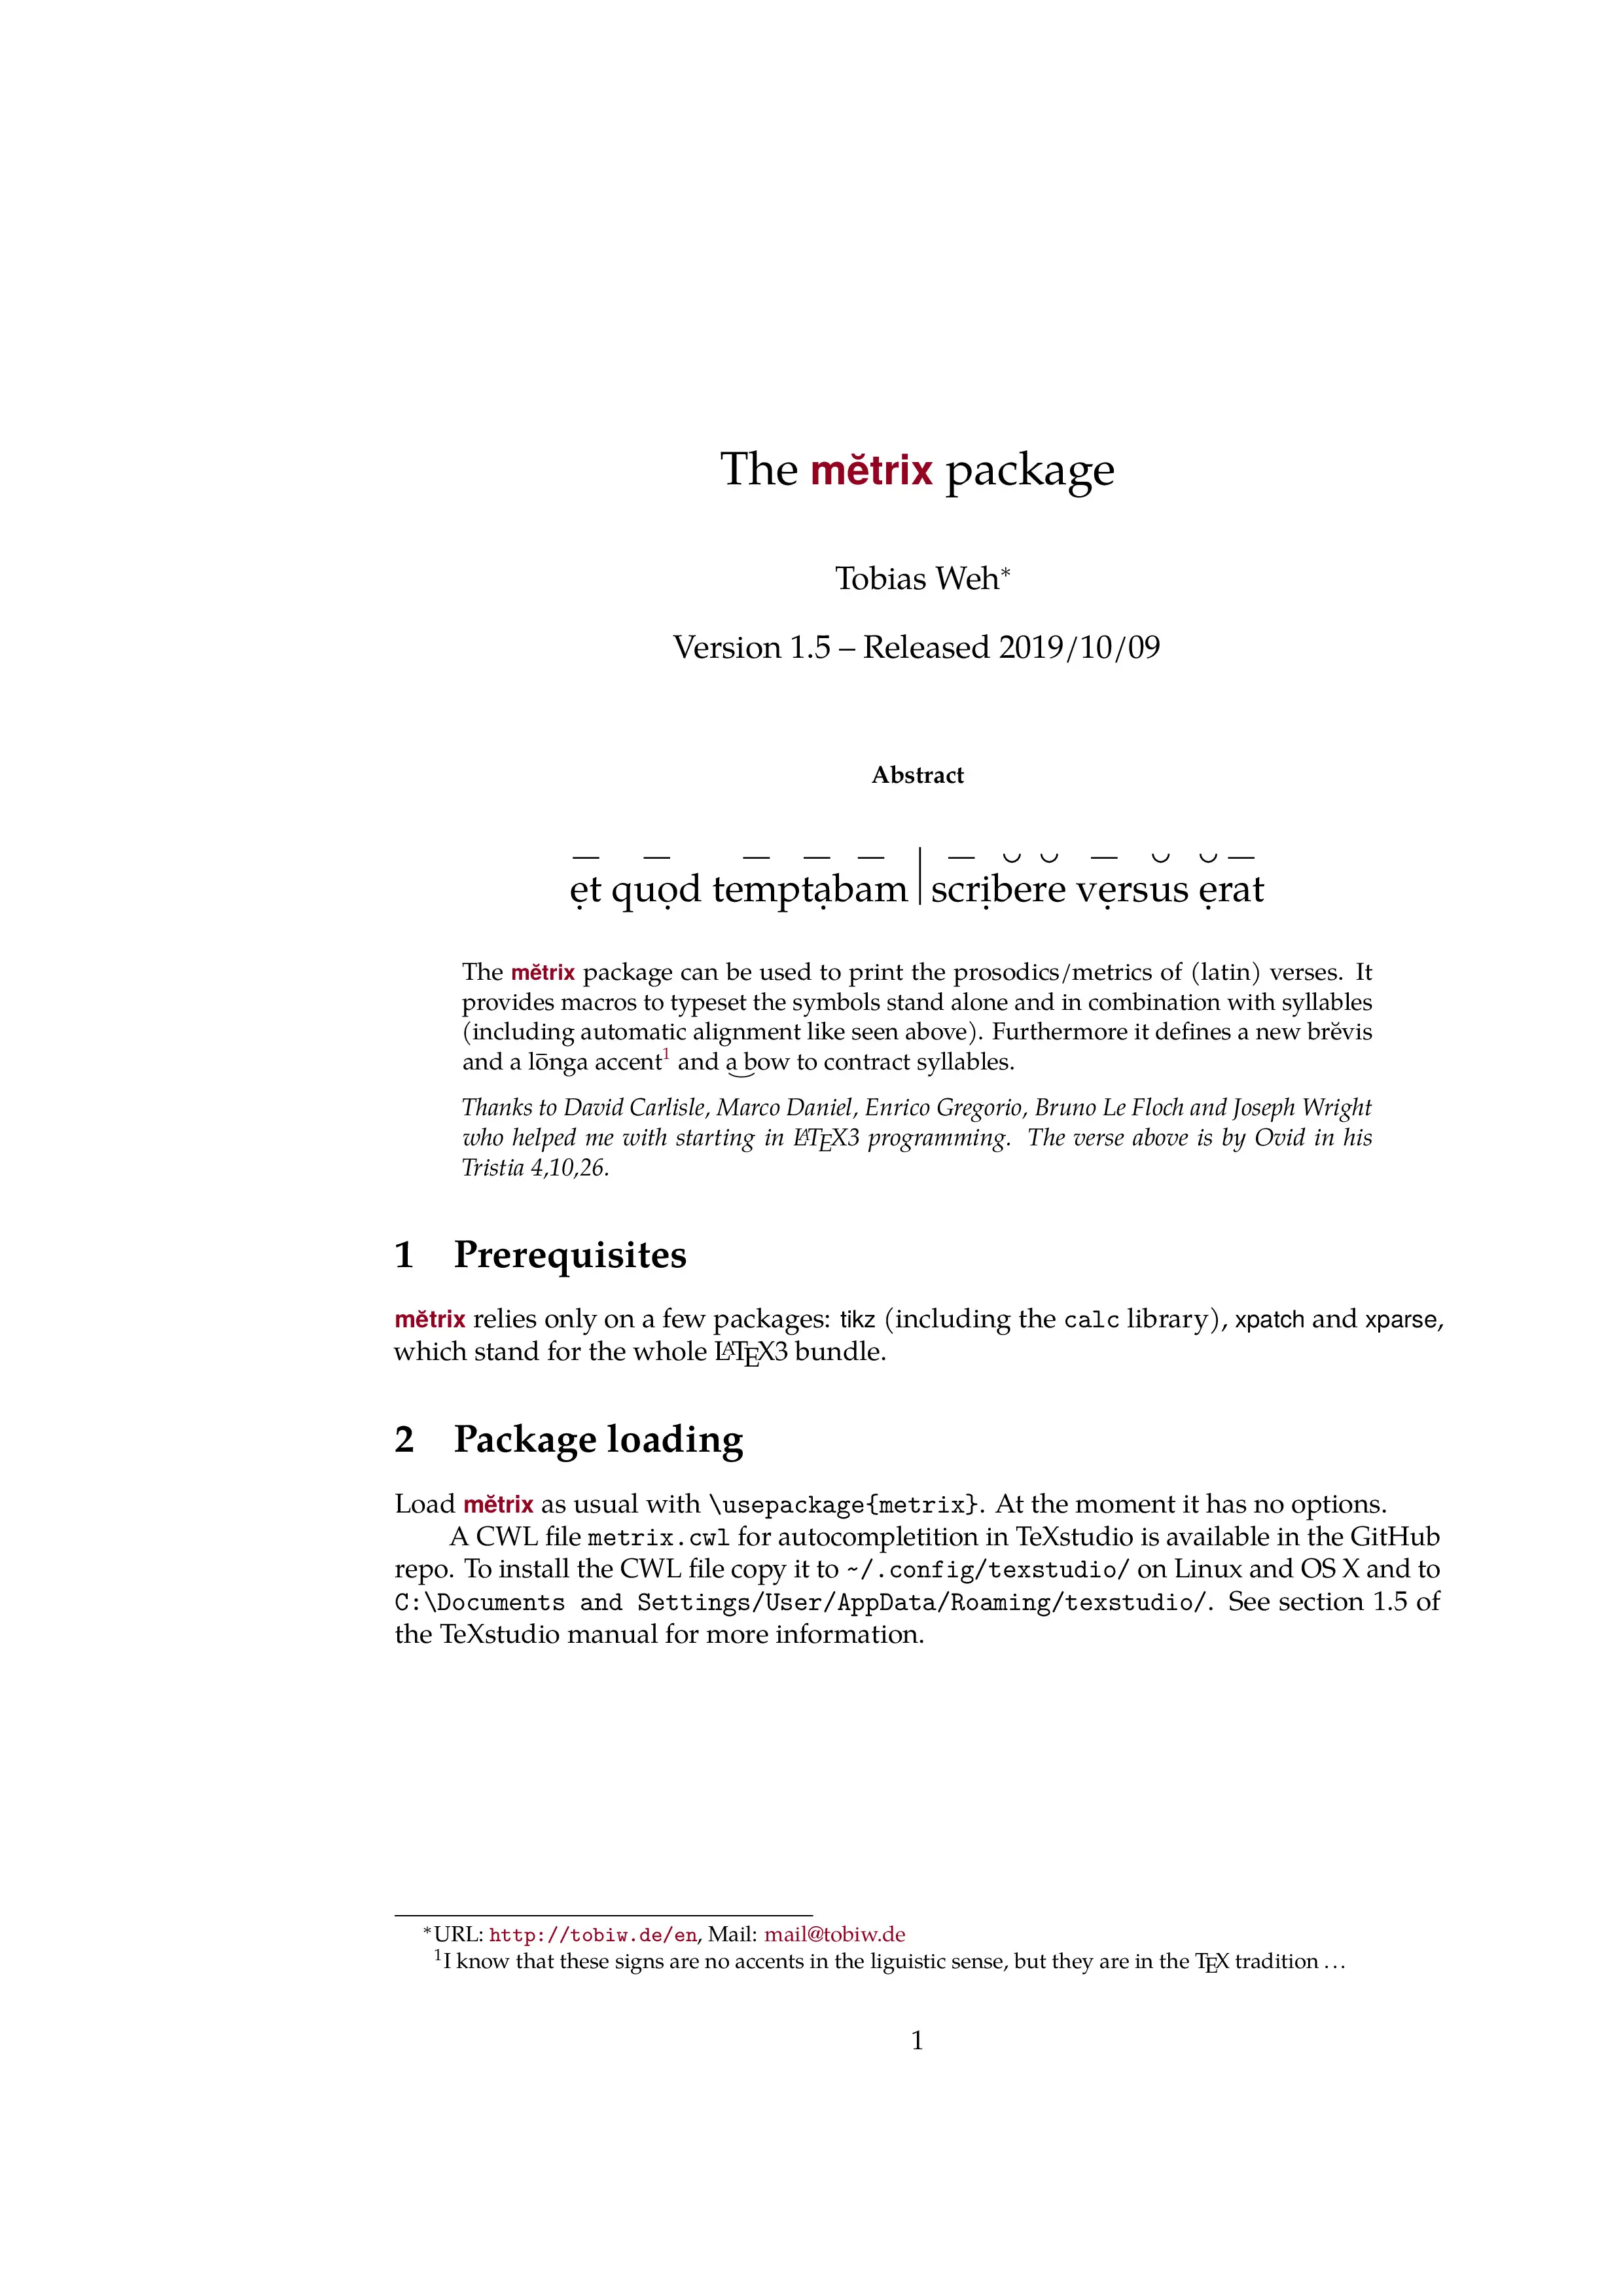 The mĕtrix package
Tobias Weh*
Version 1.5 – Released 2019/10/09
Abstract
— — — — — | — ⏑ ⏑ — ⏑ ⏑ —
ẹt quọd temptạbam | scrịbere vẹrsus ẹrat
The mĕtrix package can be used to print the prosodics/metrics of (latin) verses. It
provides macros to typeset the symbols stand alone and in combination with syllables
(including automatic alignment like seen above). Furthermore it defines a new brĕvis
and a lōnga accent1 and a bow to contract syllables.
Thanks to David Carlisle, Marco Daniel, Enrico Gregorio, Bruno Le Floch and Joseph Wright
who helped me with starting in LATEX3 programming. The verse above is by Ovid in his
Tristia 4,10,26.
1 Prerequisites
mĕtrix relies only on a few packages: tikz (including the calc library), xpatch and xparse,
which stand for the whole LATEX3 bundle.
2 Package loading
Load mĕtrix as usual with \usepackage{metrix}. At the moment it has no options.
A CWL file metrix.cwl for autocompletition in TeXstudio is available in the GitHub
repo. To install the CWL file copy it to ~/.config/texstudio/ on Linux and OS X and to
C:\Documents and Settings/User/AppData/Roaming/texstudio/. See section 1.5 of
the TeXstudio manual for more information.
*URL: http://tobiw.de/en, Mail: mail@tobiw.de
1I know that these signs are no accents in the liguistic sense, but they are in the TEX tradition ...
1